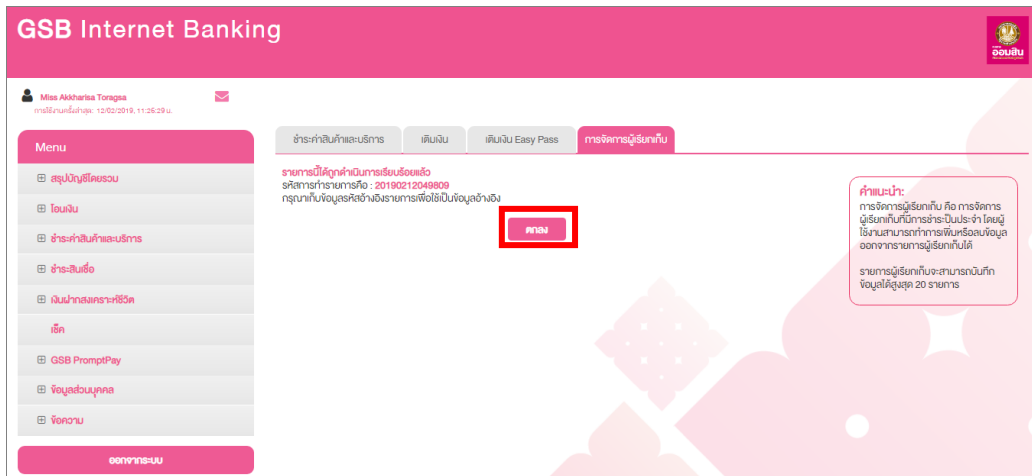 GSB Internet Banking
ออมสิน
Miss Akkharisa Toragsa
การใช้งานครั้งล่าสุด: 12/02/2019, 11:25:29 น.
Menu
สรุปบัญชีโดยรวม
โอนเงิน
ชำระค่าสินค้าและบริการ
ชำระสินเชื่อ
เงินฝากสงเคราะห์ชีวิต
เช็ค
GSB PromptPay
ข้อมูลส่วนบุคคล
ข้อความ
ออกจากระบบ
ชำระค่าสินค้าและบริการ เติมเงิน เติมเงิน Easy Pass การจัดการผู้เรียกเก็บ
รายการนี้ได้ถูกดำเนินการเรียบร้อยแล้ว
รหัสการทำรายการคือ : 20190212049809
กรุณาเก็บข้อมูลรหัสอ้างอิงรายการเพื่อใช้เป็นข้อมูลอ้างอิง
ตกลง
คำแนะนำ:
การจัดการผู้เรียกเก็บ คือ การจัดการ
ผู้เรียกเก็บที่มีการชำระเป็นประจำ โดยผู้
ใช้งานสามารถทำการเพิ่มหรือลบข้อมูล
ออกจากรายการผู้เรียกเก็บได้
รายการผู้เรียกเก็บจะสามารถบันทึก
ข้อมูลได้สูงสุด 20 รายการ